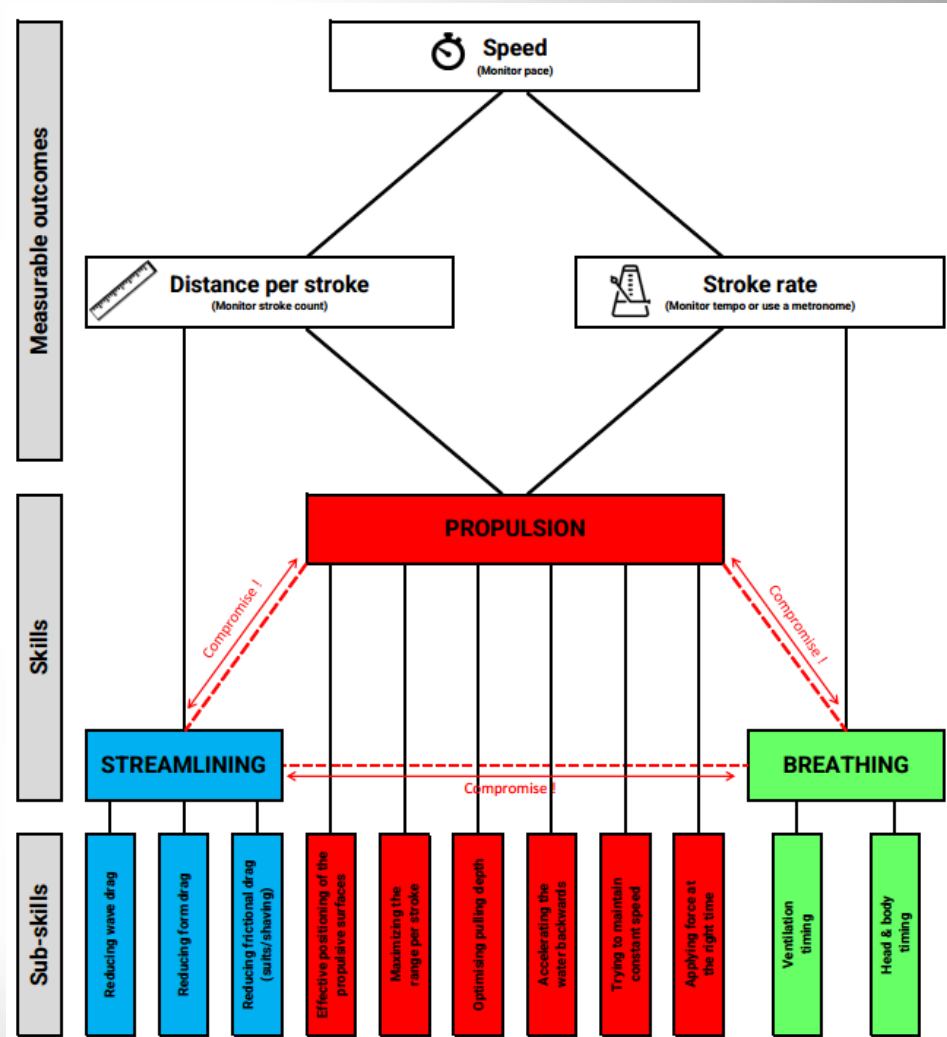 Measurable outcomes
Speed
(Monitor pace)
Distance per stroke
(Monitor stroke count)
Stroke rate
(Monitor tempo or use a metronome)
Skills
PROPULSION
Compromise !
Compromise !
STREAMLINING
Compromise !
BREATHING
Sub-skills
Reducing wave drag
Reducing form drag
Reducing frictional drag
(suits/shaving)
Effective positioning of the
propulsive surfaces
Maximizing the
range per stroke
Optimising pulling depth
Accelerating the
water backwards
Trying to maintain
constant speed
Applying force at
the right time
Ventilation
timing
Head & body
timing